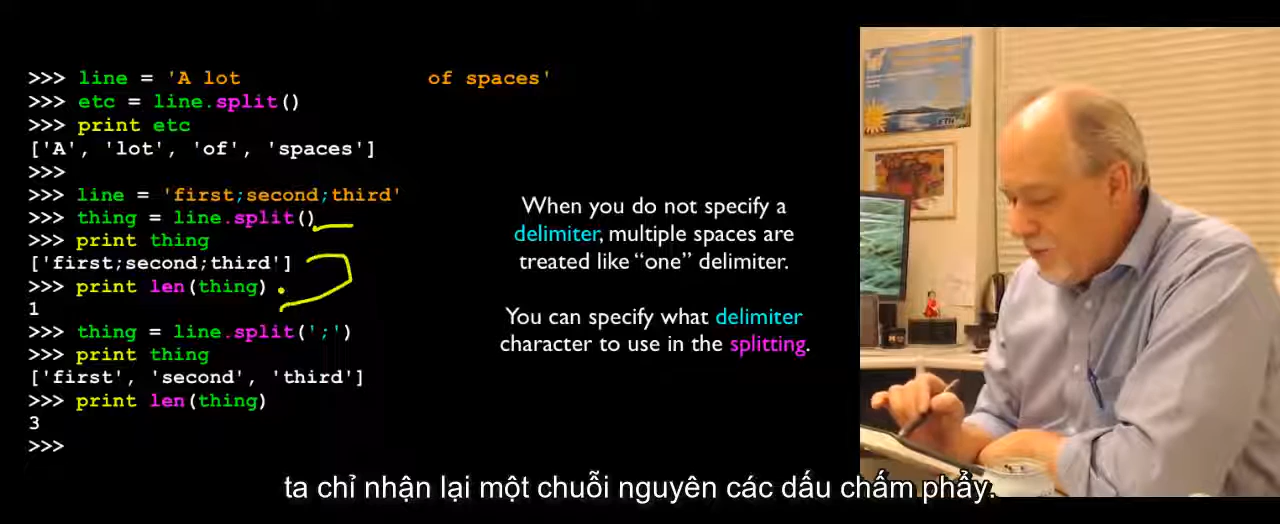 >>> line = 'A lot                   of spaces'
>>> etc = line.split()
>>> print etc
['A', 'lot', 'of', 'spaces']
>>>
>>> line = 'first;second;third'
>>> thing = line.split()
>>> print thing
['first;second;third']
>>> print len(thing)
1
>>> thing = line.split(';')
>>> print thing
['first', 'second', 'third']
>>> print len(thing)
3
>>>
When you do not specify a
delimiter, multiple spaces are
treated like “one” delimiter.
You can specify what delimiter
character to use in the splitting.
ta chỉ nhận lại một chuỗi nguyên các dấu chấm phẩy.